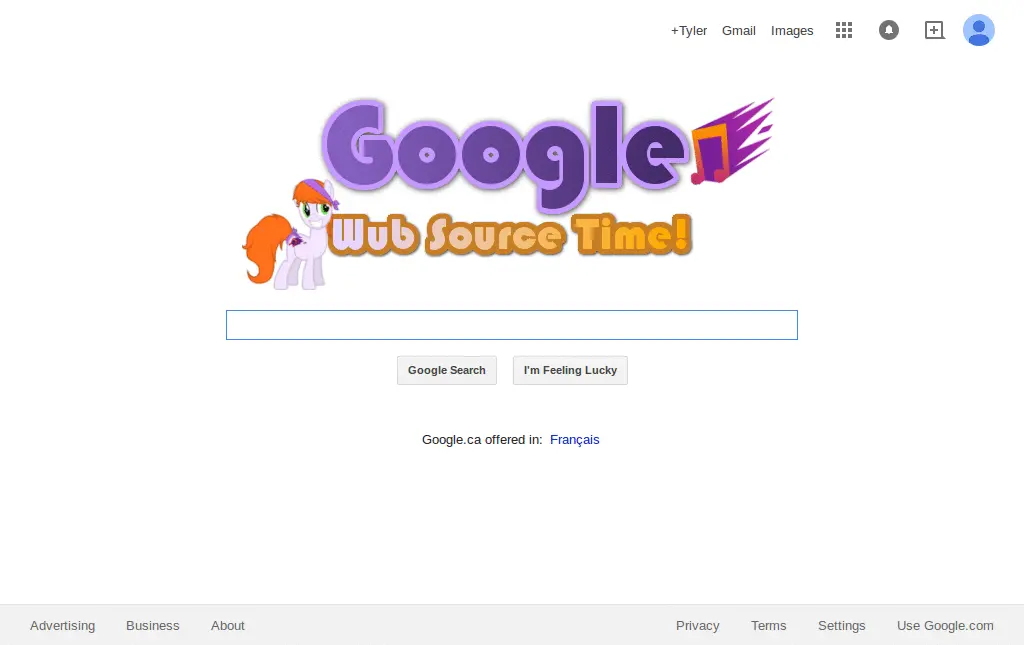 +Tyler Gmail Images
Google
Wub Source Time!
Google Search I'm Feeling Lucky
Google.ca offered in: Français
Advertising Business About Privacy Terms Settings Use Google.com